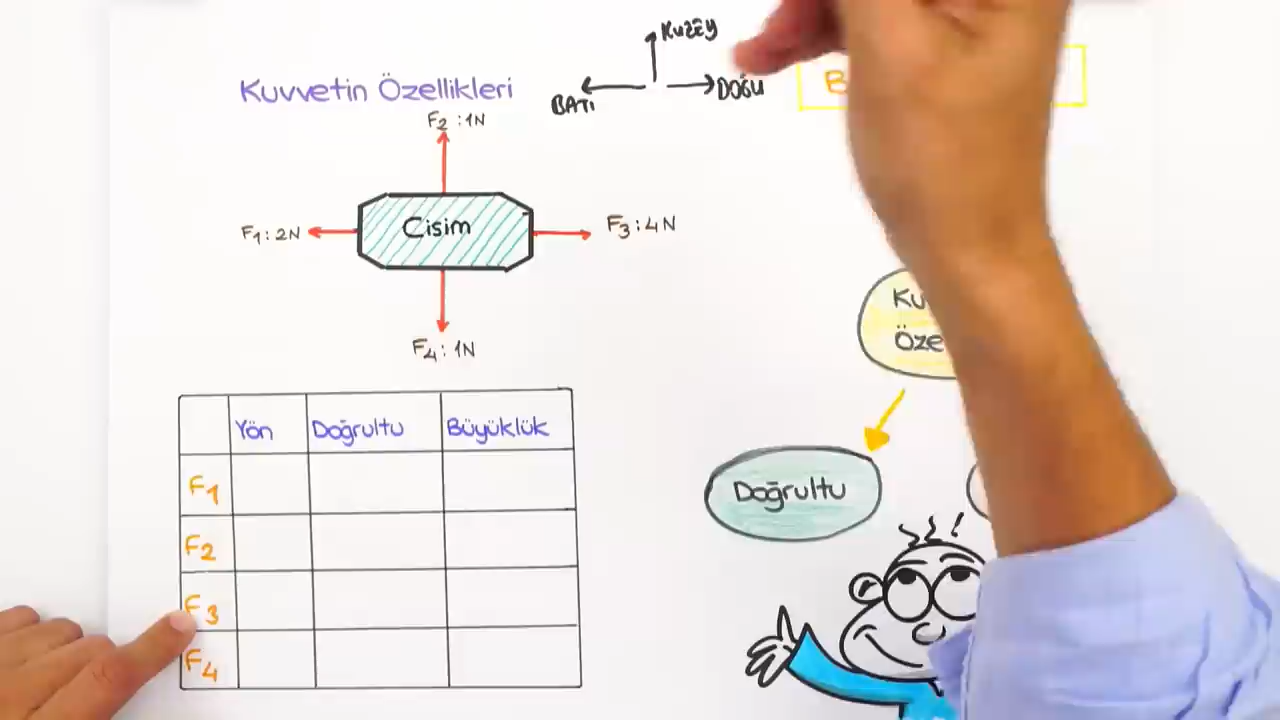 Kuzey
Kuvvetin Özellikleri
BATI
DOĞU
F2 : 1N
F1 : 2N
Cisim
F3 : 4N
F4 : 1N
Yön Doğrultu Büyüklük
F1
F2
F3
F4
Doğrultu